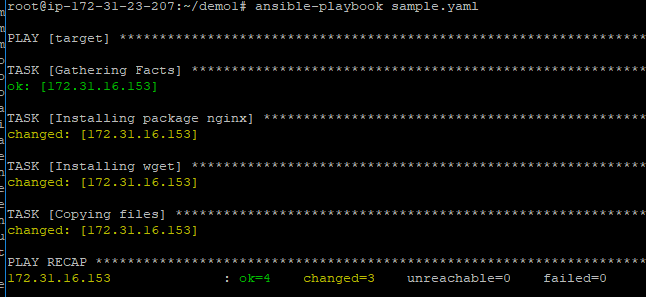 root@ip-172-31-23-207:~/demo1# ansible-playbook sample.yaml
PLAY [target] *******************************************************************
TASK [Gathering Facts] **********************************************************
ok: [172.31.16.153]
TASK [Installing package nginx] *************************************************
changed: [172.31.16.153]
TASK [Installing wget] **********************************************************
changed: [172.31.16.153]
TASK [Copying files] ************************************************************
changed: [172.31.16.153]
PLAY RECAP **********************************************************************
172.31.16.153              : ok=4    changed=3    unreachable=0    failed=0